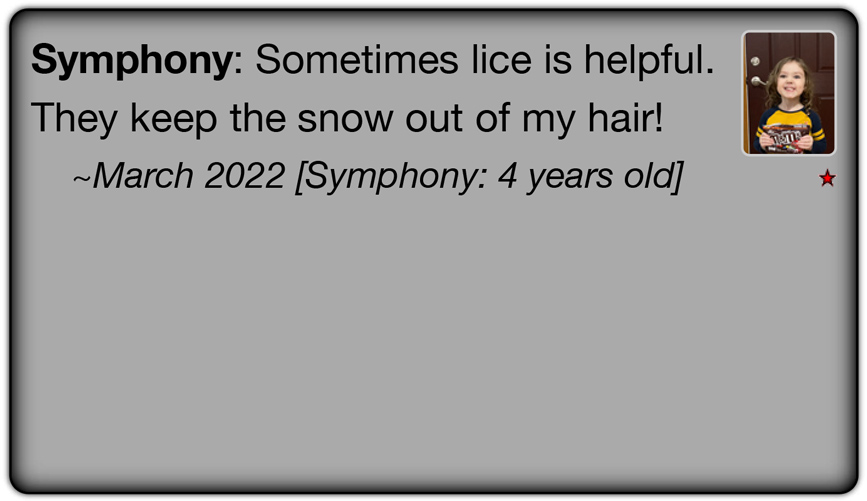 Symphony: Sometimes lice is helpful.
They keep the snow out of my hair!
~March 2022 [Symphony: 4 years old]